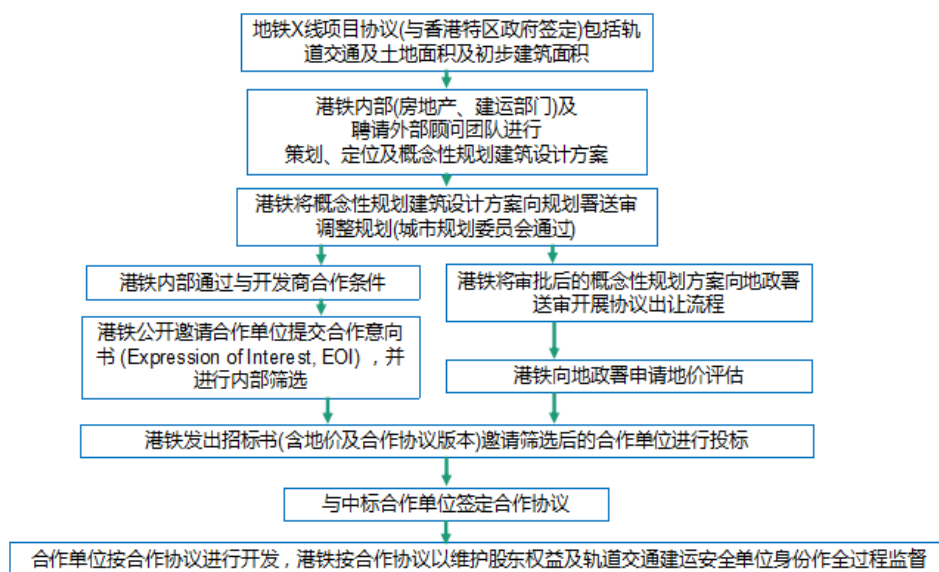 地铁X线项目协议(与香港特区政府签定)包括轨
道交通及土地面积及初步建筑面积
港铁内部(房地产、建运部门)及
聘请外部顾问团队进行
策划、定位及概念性规划建筑设计方案
港铁将概念性规划建筑设计方案向规划署送审
调整规划(城市规划委员会通过)
港铁内部通过与开发商合作条件
港铁将审批后的概念性规划方案向地政署
送审开展协议出让流程
港铁公开邀请合作单位提交合作意向
书 (Expression of Interest, EOI) ，并
进行内部筛选
港铁向地政署申请地价评估
港铁发出招标书(含地价及合作协议版本)邀请筛选后的合作单位进行投标
与中标合作单位签定合作协议
合作单位按合作协议进行开发，港铁按合作协议以维护股东权益及轨道交通建运安全单位身份作全过程监督